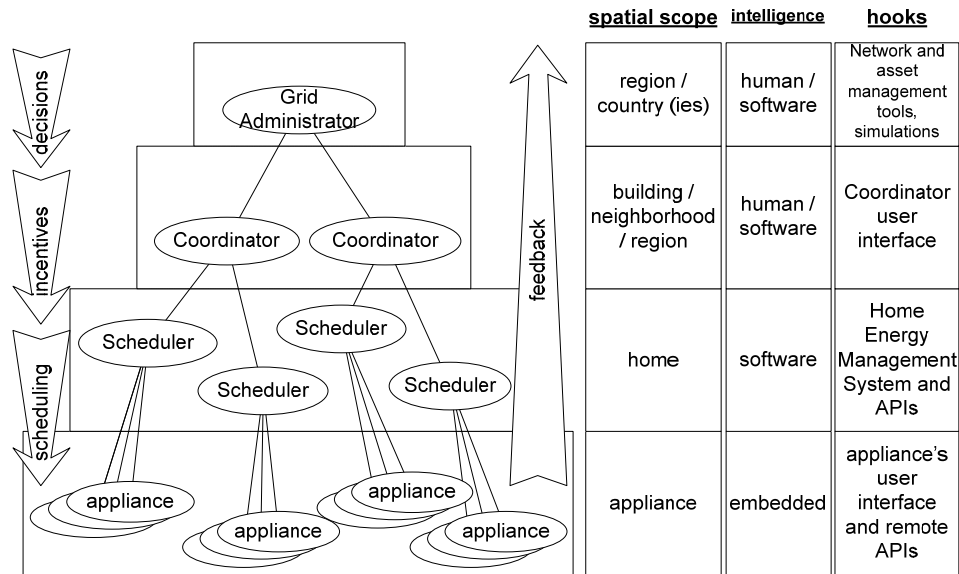 spatial scope
intelligence
hooks
decisions
Grid
Administrator
region /
country (ies)
human /
software
Network and
asset
management
tools,
simulations
incentives
Coordinator
Coordinator
feedback
building /
neighborhood
/ region
human /
software
Coordinator
user
interface
scheduling
Scheduler
Scheduler
Scheduler
Scheduler
home
software
Home
Energy
Management
System and
APIs
appliance
appliance
appliance
appliance
appliance
embedded
appliance’s
user
interface
and remote
APIs